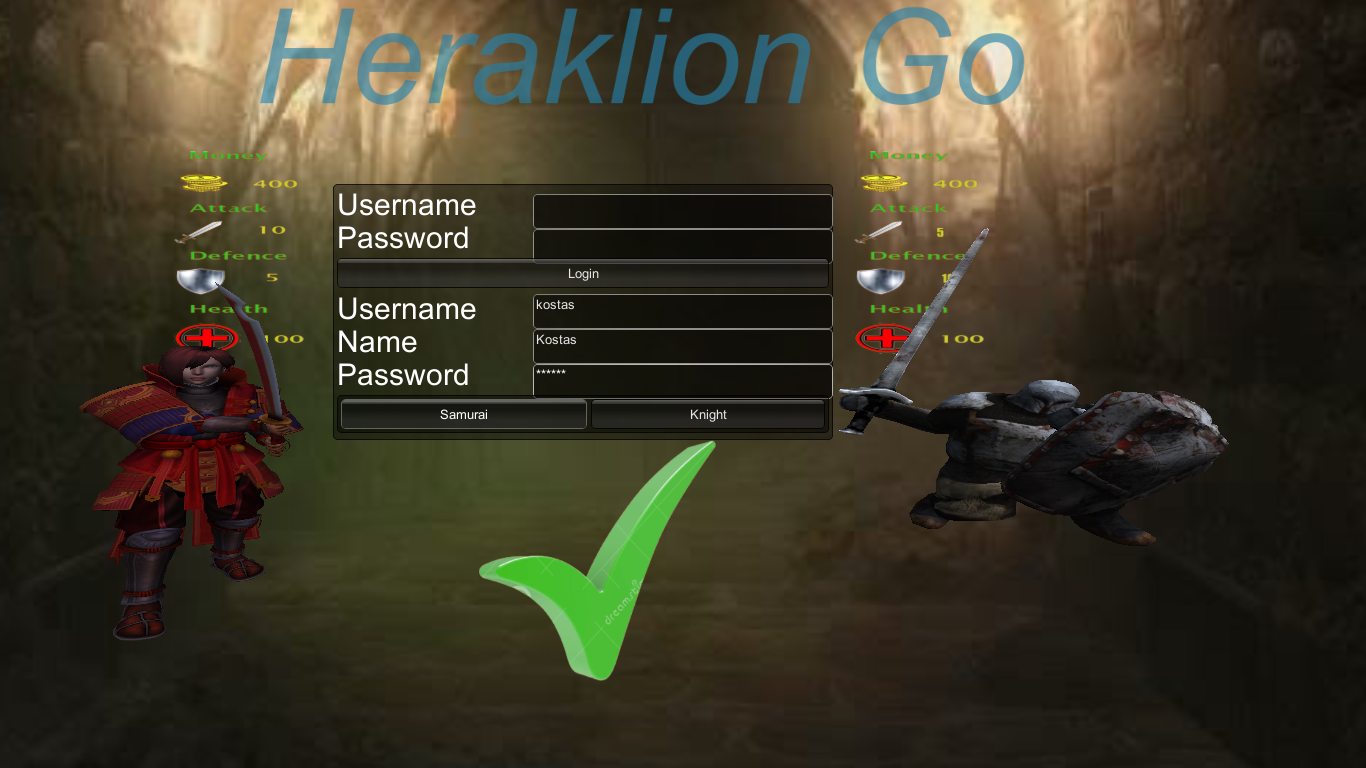 Heraklion Go
Money
400
Attack
10
Defence
5
Health
100
Username
Password
Login
Username kostas
Name Kostas
Password ******
Samurai Knight
Money
400
Attack
5
Defence
Health
100